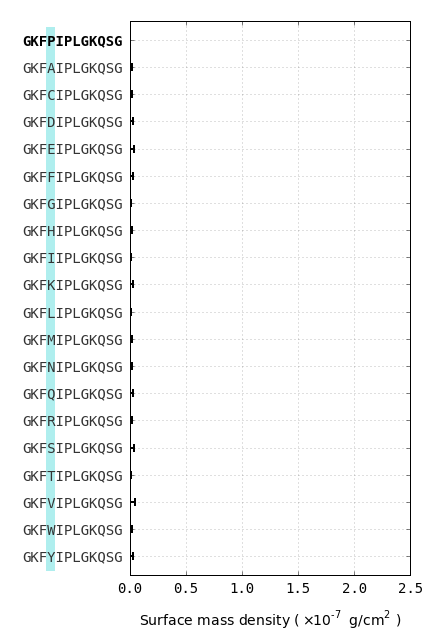 GKFPIPLGKQSG
GKFAIPLGKQSG
GKFCIPLGKQSG
GKFDIPLGKQSG
GKFEIPLGKQSG
GKFFIPLGKQSG
GKFGIPLGKQSG
GKFHIPLGKQSG
GKFIIPLGKQSG
GKFKIPLGKQSG
GKFLIPLGKQSG
GKFMIPLGKQSG
GKFNIPLGKQSG
GKFQIPLGKQSG
GKFRIPLGKQSG
GKFSIPLGKQSG
GKFTIPLGKQSG
GKFVIPLGKQSG
GKFWIPLGKQSG
GKFYIPLGKQSG
0.0 0.5 1.0 1.5 2.0 2.5
Surface mass density ( ×10⁻⁷ g/cm² )